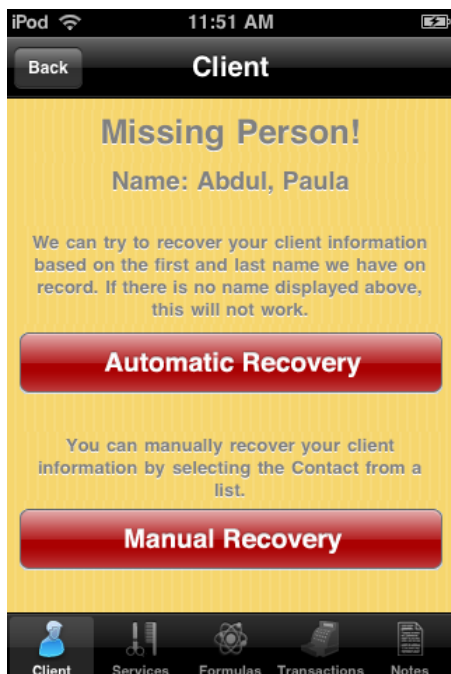 iPod 11:51 AM
Back Client
Missing Person!
Name: Abdul, Paula
We can try to recover your client information
based on the first and last name we have on
record. If there is no name displayed above,
this will not work.
Automatic Recovery
You can manually recover your client
information by selecting the Contact from a
list.
Manual Recovery
Client Services Formulas Transactions Notes